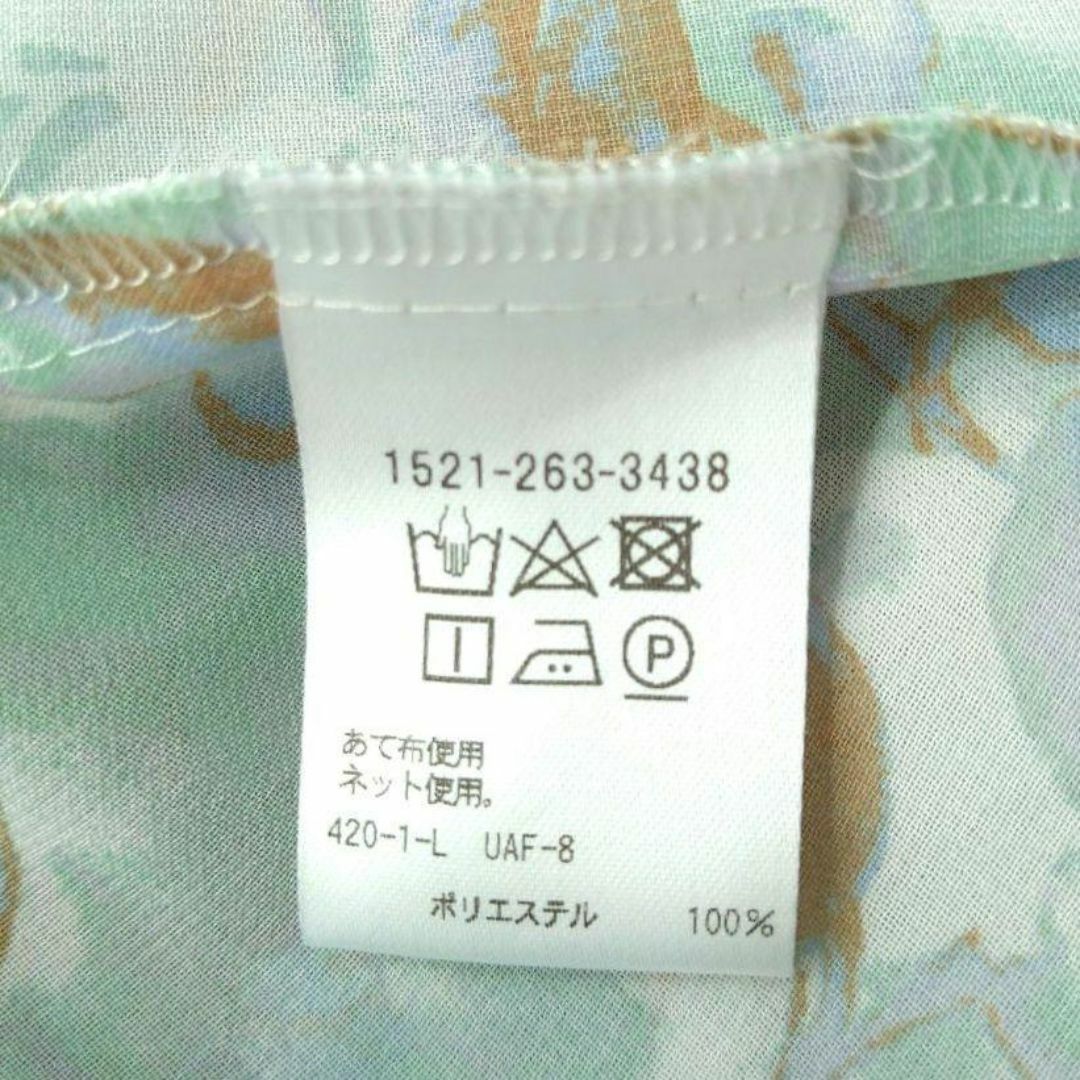 1521-263-3438
P
あて布使用
ネット使用。
420-1-L UAF-8
ポリエステル 100%